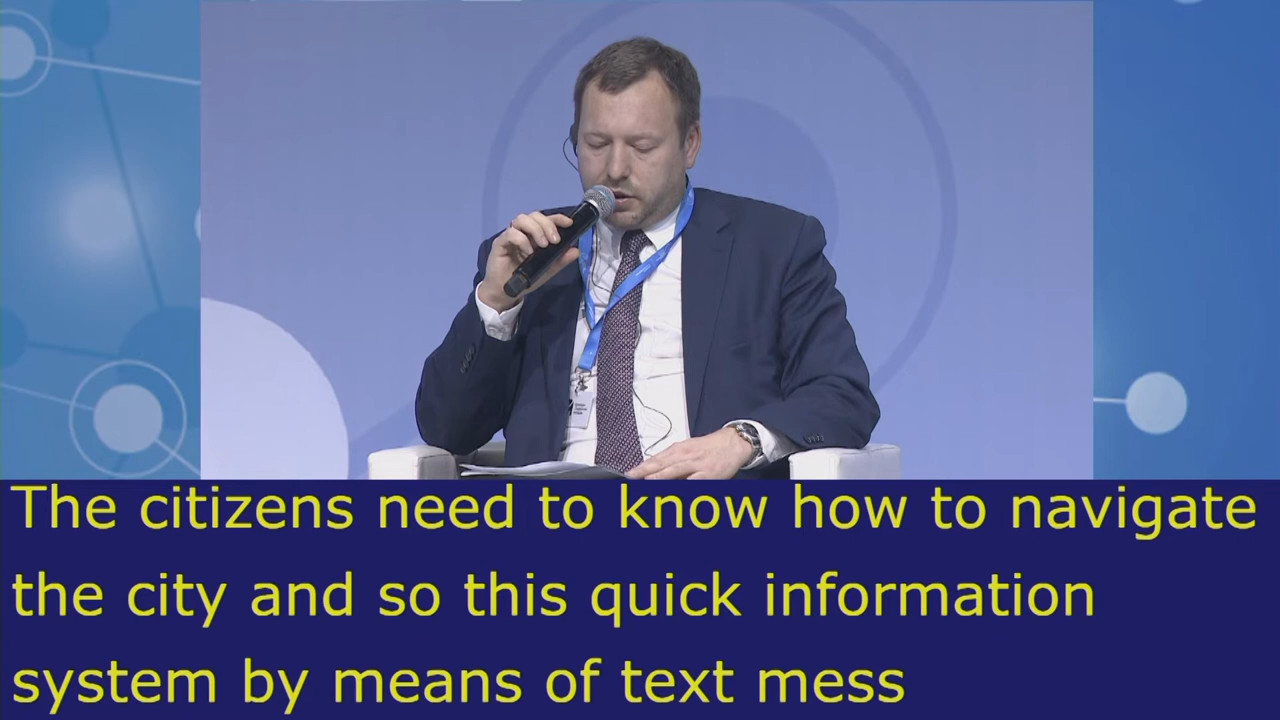 The citizens need to know how to navigate
the city and so this quick information
system by means of text mess